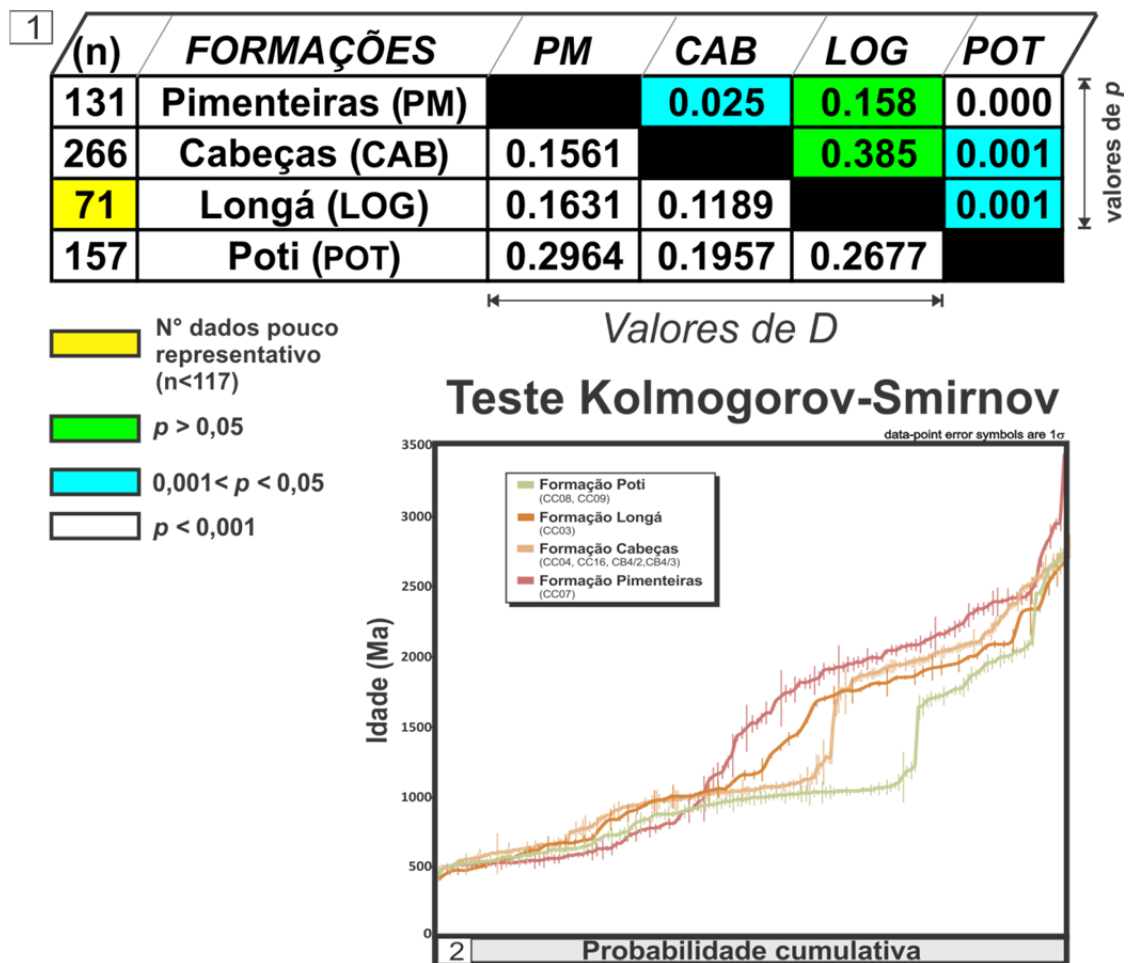 1
(n) FORMAÇÕES PM CAB LOG POT
131 Pimenteiras (PM) 0.025 0.158 0.000
266 Cabeças (CAB) 0.1561 0.385 0.001
71 Longá (LOG) 0.1631 0.1189 0.001
157 Poti (POT) 0.2964 0.1957 0.2677
valores de p
Valores de D
N° dados pouco
representativo
(n<117)
p > 0,05
0,001< p < 0,05
p < 0,001
Teste Kolmogorov-Smirnov
data-point error symbols are 1σ
3500
3000
2500
2000
1500
1000
500
0
Idade (Ma)
Formação Poti
(CC08, CC09)
Formação Longá
(CC03)
Formação Cabeças
(CC04, CC16, CB4/2,CB4/3)
Formação Pimenteiras
(CC07)
2
Probabilidade cumulativa